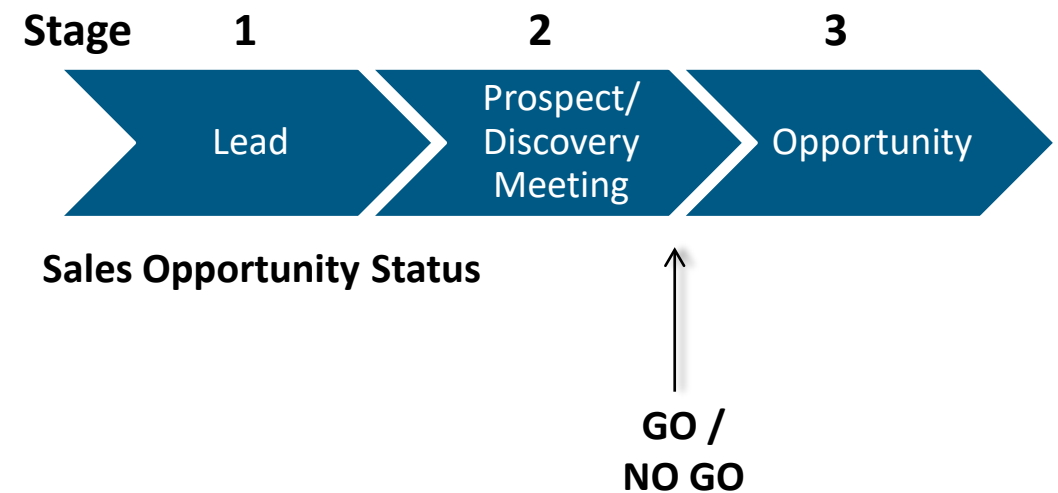 Stage 1 2 3
Lead
Prospect/
Discovery
Meeting
Opportunity
Sales Opportunity Status
GO /
NO GO